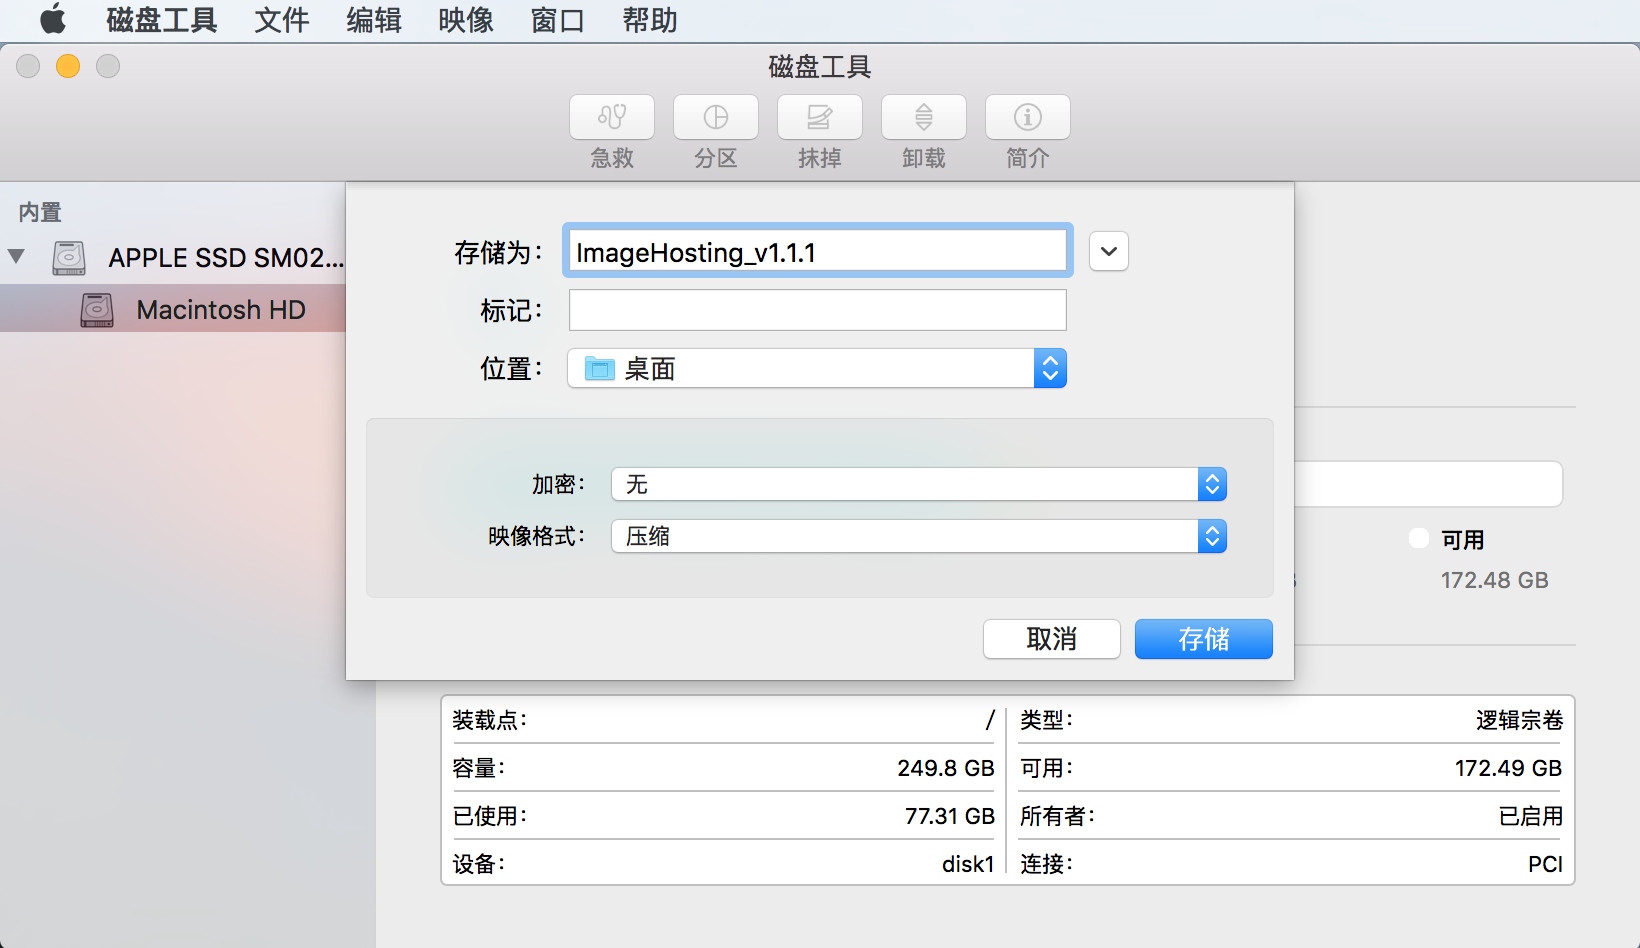 磁盘工具 文件 编辑 映像 窗口 帮助
磁盘工具
急救 分区 抹掉 卸载 简介
内置
APPLE SSD SM02...
Macintosh HD
存储为: ImageHosting_v1.1.1
标记:
位置: 桌面
加密: 无
映像格式: 压缩
可用
172.48 GB
取消 存储
装载点: / 类型: 逻辑宗卷
容量: 249.8 GB 可用: 172.49 GB
已使用: 77.31 GB 所有者: 已启用
设备: disk1 连接: PCI